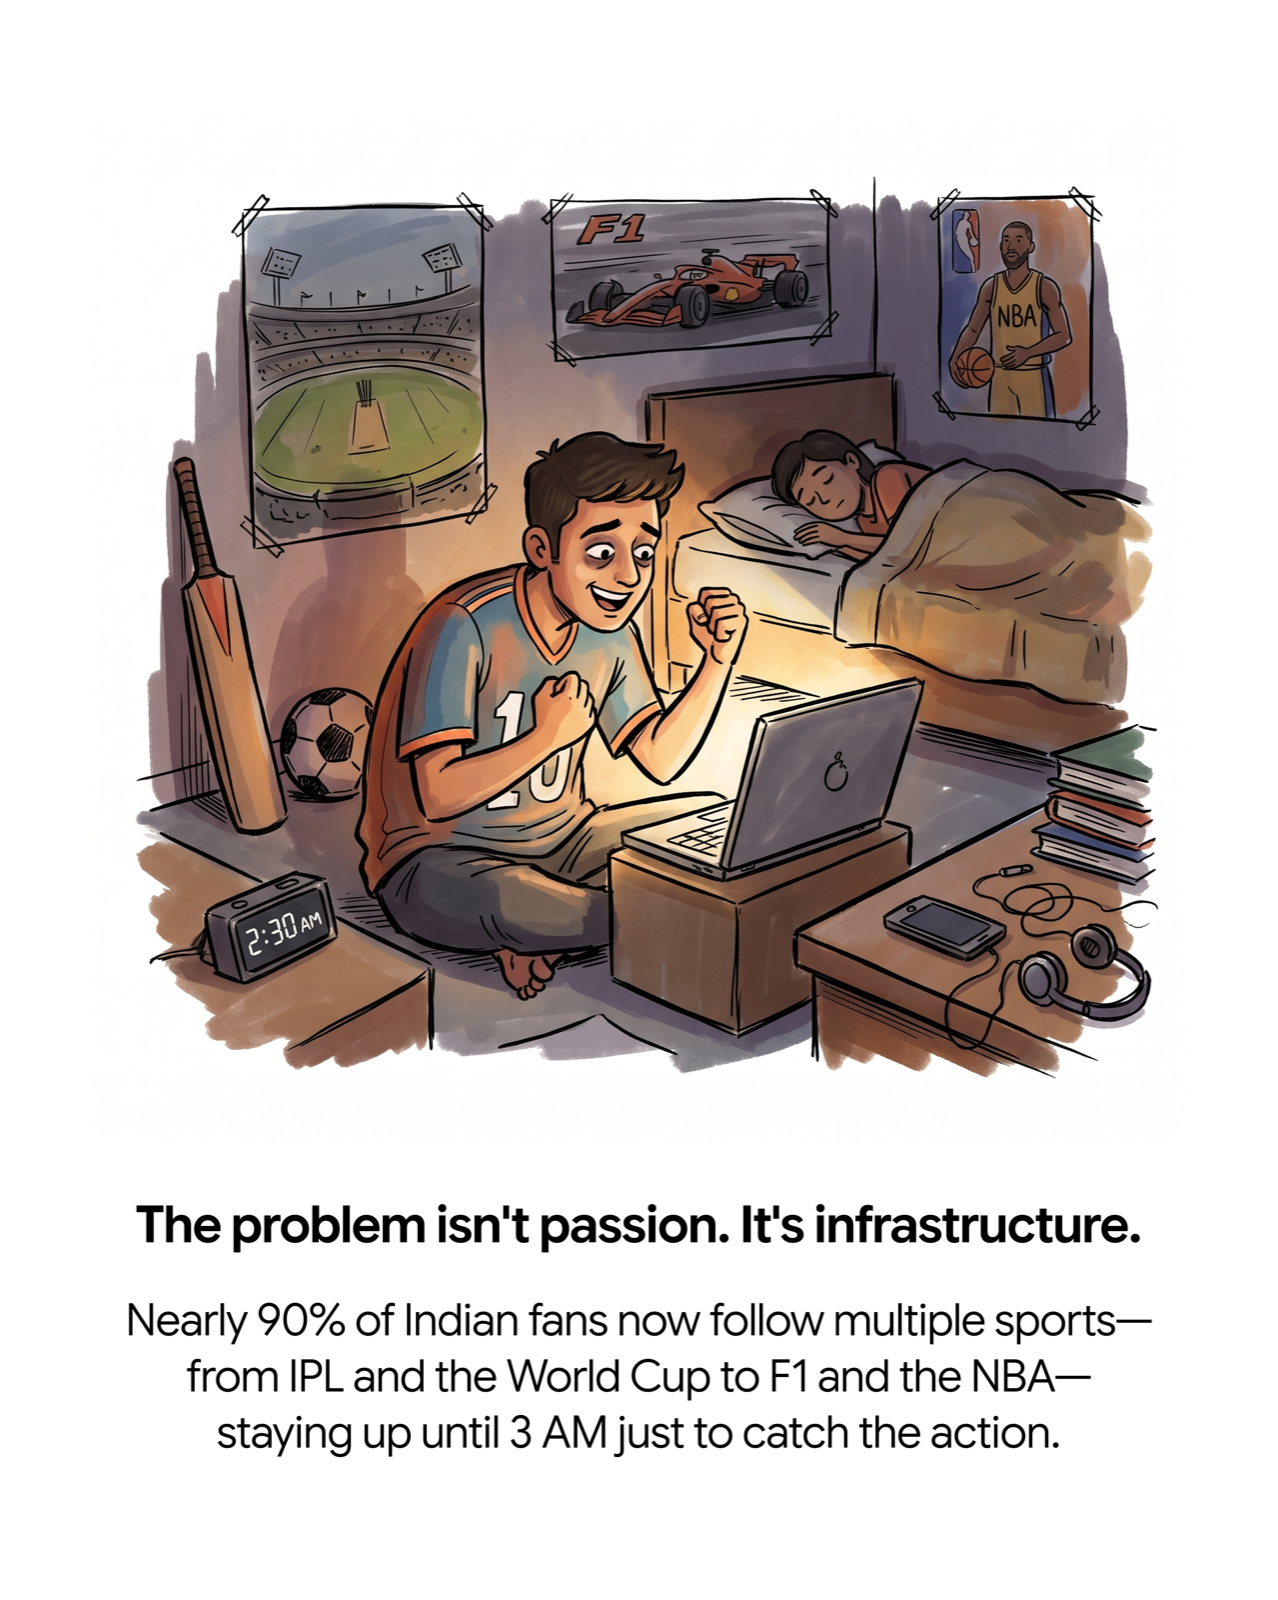 F1
NBA
10
2:30 AM
The problem isn't passion. It's infrastructure.
Nearly 90% of Indian fans now follow multiple sports—
from IPL and the World Cup to F1 and the NBA—
staying up until 3 AM just to catch the action.